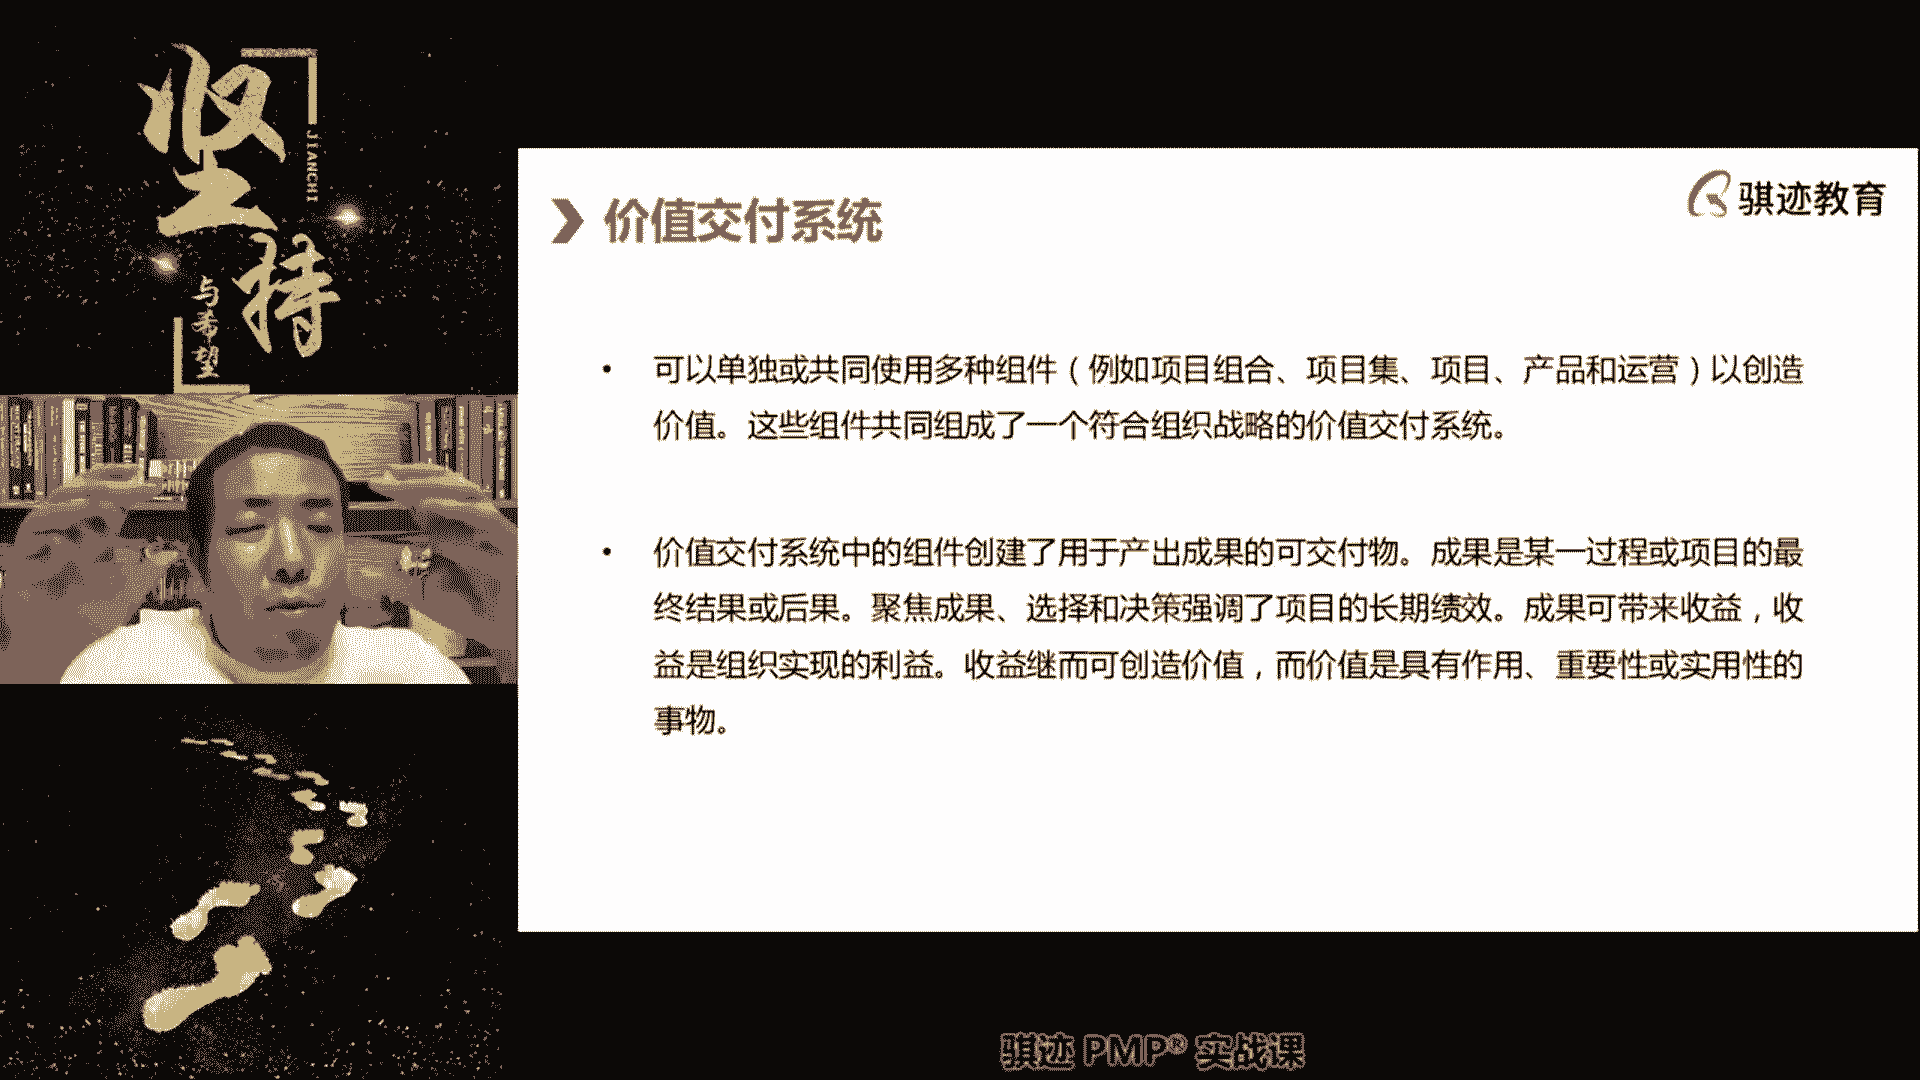 坚持
JIANCHI
与希望
骐迹教育
价值交付系统
• 可以单独或共同使用多种组件（例如项目组合、项目集、项目、产品和运营）以创造
价值。这些组件共同组成了一个符合组织战略的价值交付系统。
• 价值交付系统中的组件创建了用于产出成果的可交付物。成果是某一过程或项目的最
终结果或后果。聚焦成果、选择和决策强调了项目的长期绩效。成果可带来收益，收
益是组织实现的利益。收益继而可创造价值，而价值是具有作用、重要性或实用性的
事物。
骐迹 PMP® 实战课